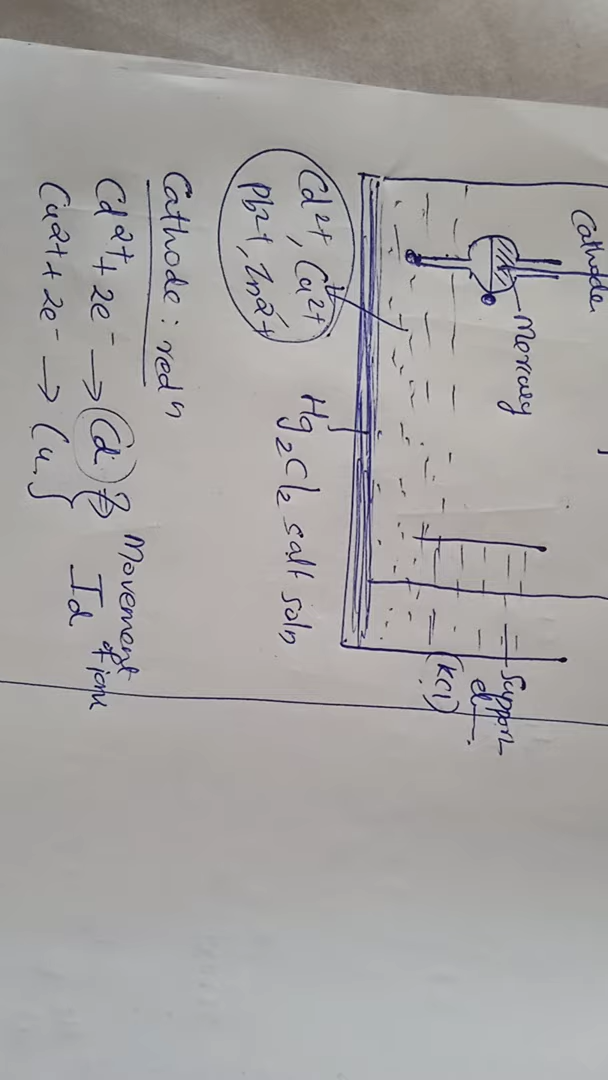 Cathode
Mercury
Support
el
(KCl)
Cd2+, Cu2+
Pb2+, Zn2+
Hg2Cl2 salt soln
Cathode: redn
Cd2+ + 2e- → Cd
Movement of ions
Cu2+ + 2e- → Cu
Id